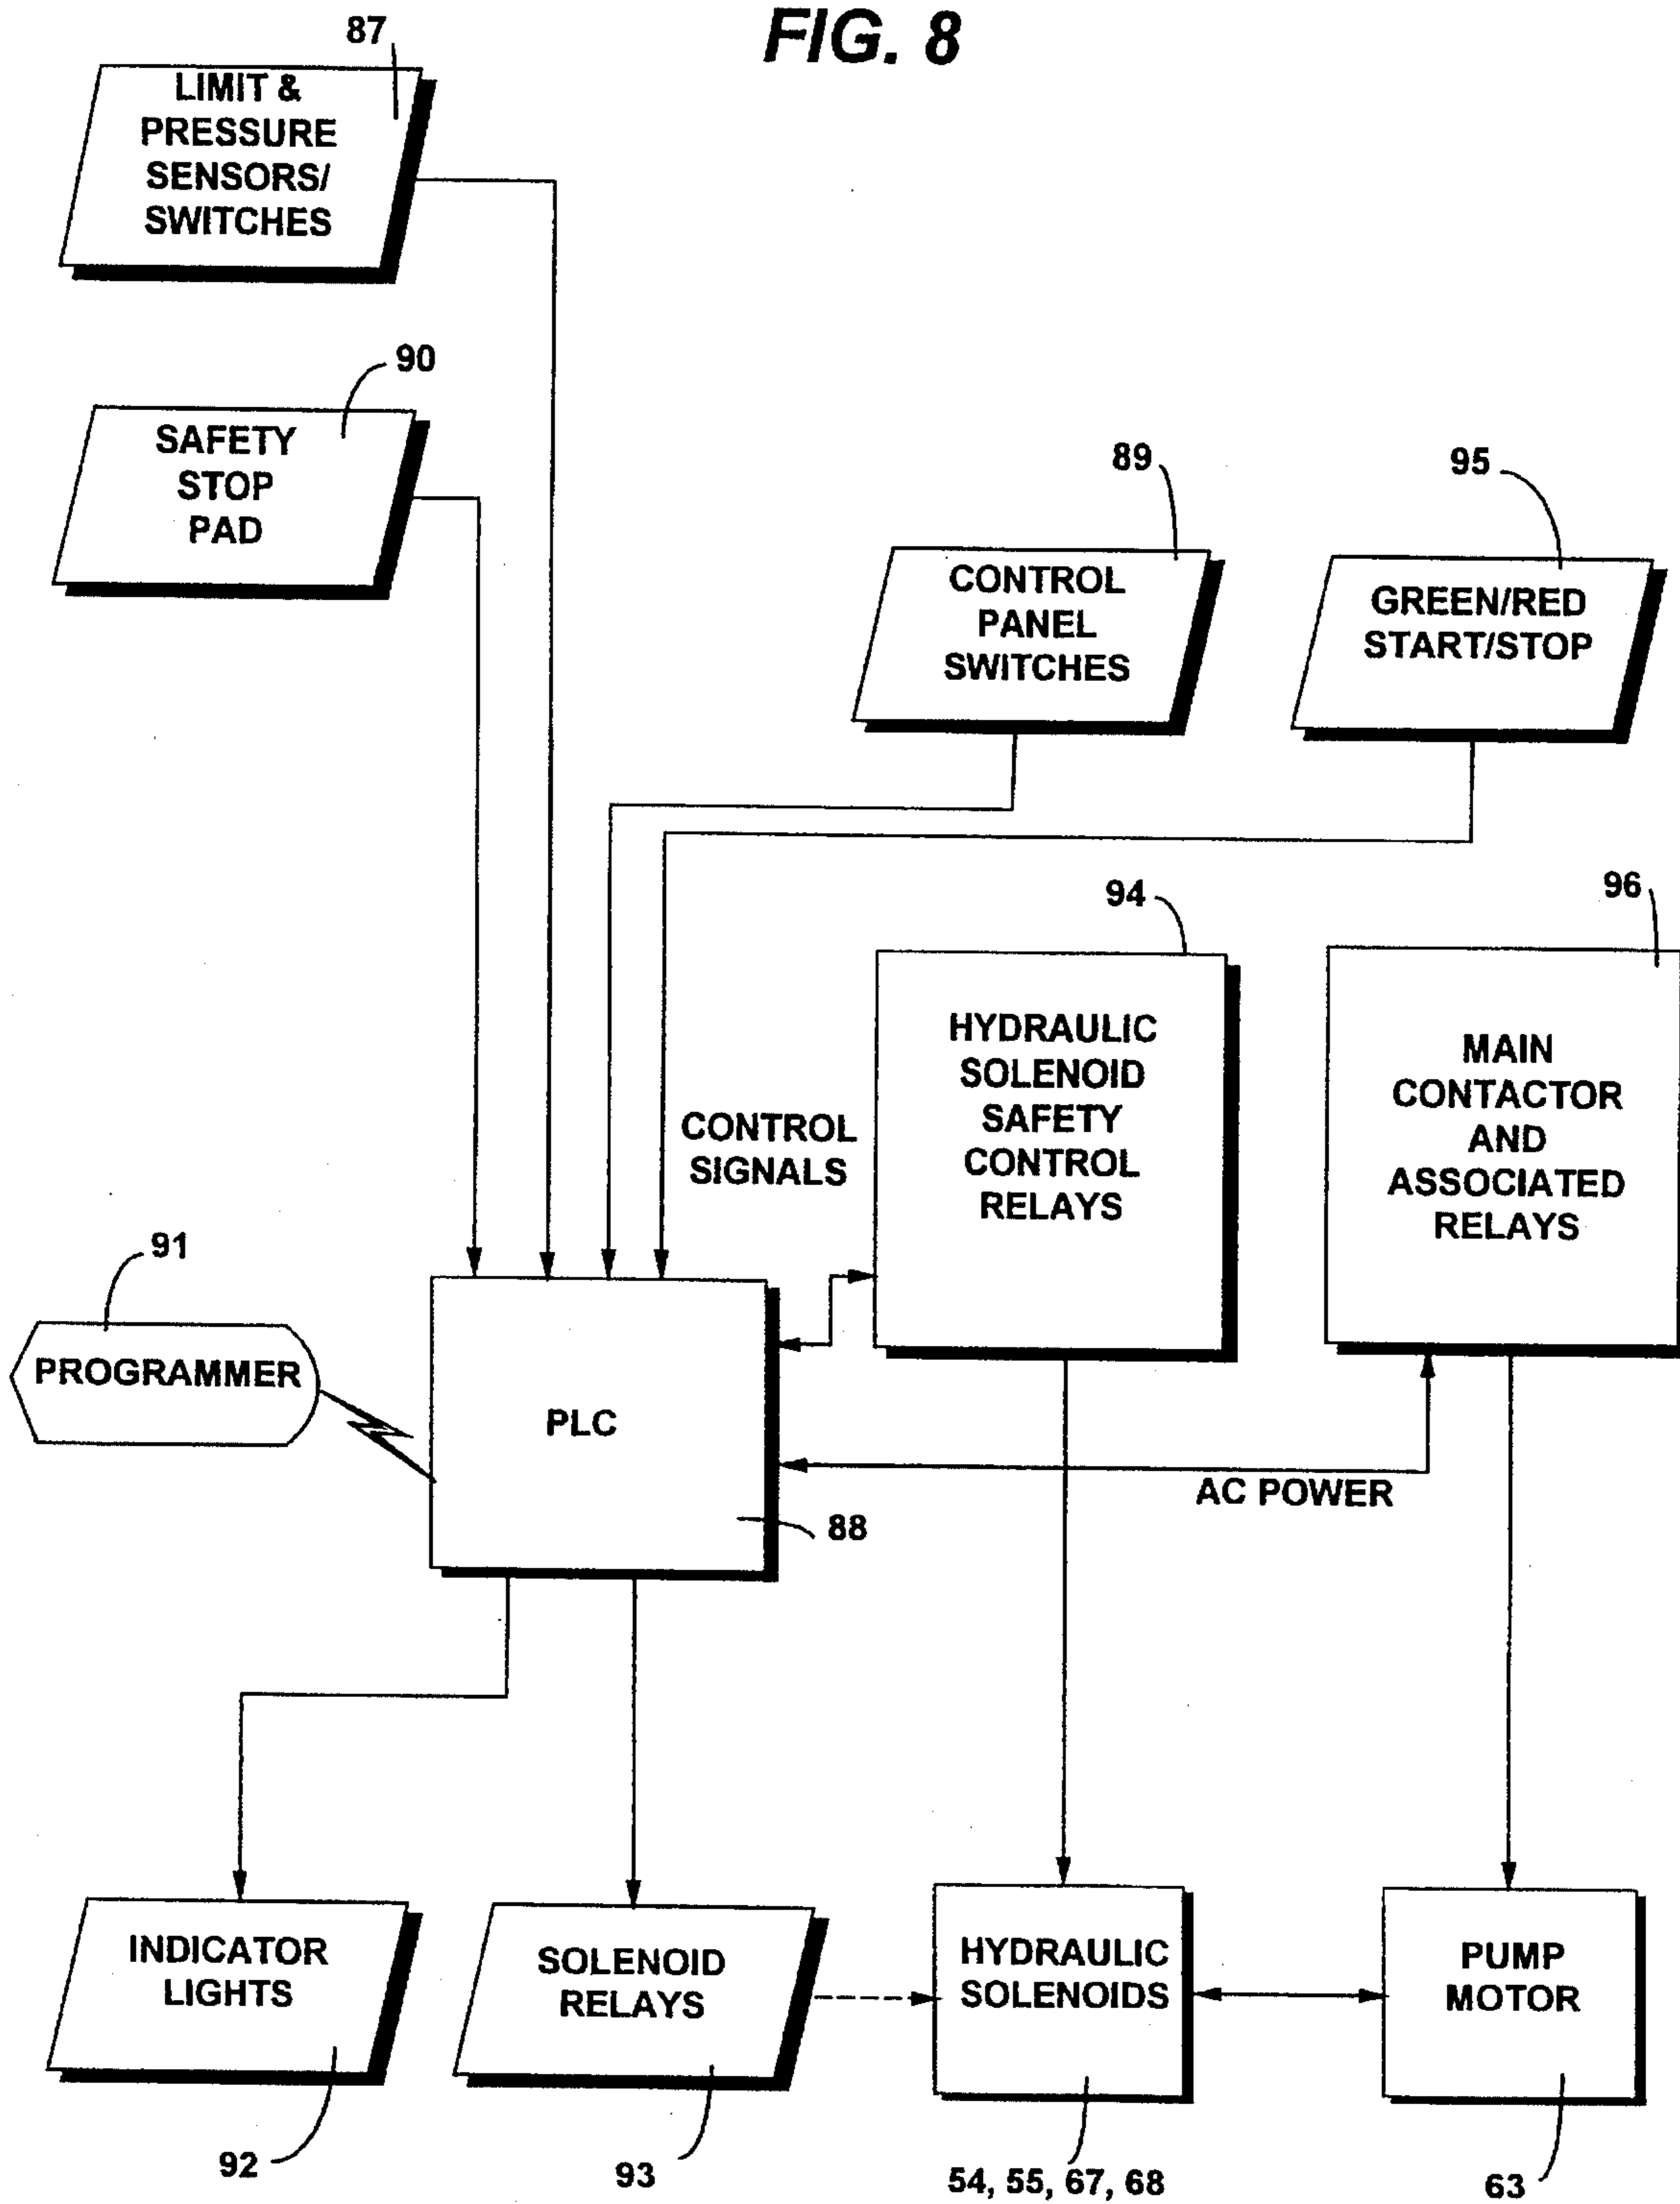 FIG. 8
87
LIMIT &
PRESSURE
SENSORS/
SWITCHES
90
SAFETY
STOP
PAD
89
CONTROL
PANEL
SWITCHES
95
GREEN/RED
START/STOP
94
HYDRAULIC
SOLENOID
SAFETY
CONTROL
RELAYS
96
MAIN
CONTACTOR
AND
ASSOCIATED
RELAYS
CONTROL
SIGNALS
91
PROGRAMMER
PLC
88
AC POWER
INDICATOR
LIGHTS
92
SOLENOID
RELAYS
93
HYDRAULIC
SOLENOIDS
54, 55, 67, 68
PUMP
MOTOR
63